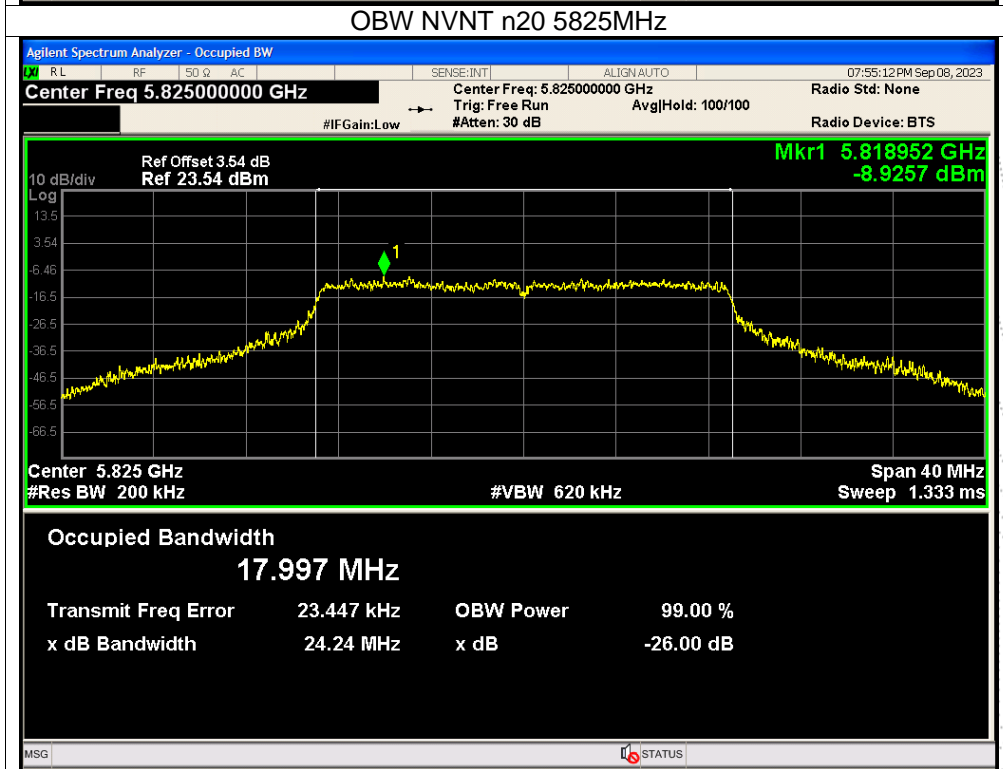 OBW NVNT n20 5825MHz
Agilent Spectrum Analyzer - Occupied BW
LXI RL RF 50 Ω AC SENSE:INT ALIGNAUTO 07:55:12 PM Sep 08, 2023
Center Freq 5.825000000 GHz Center Freq: 5.825000000 GHz Radio Std: None
Trig: Free Run Avg|Hold: 100/100
#IFGain:Low #Atten: 30 dB Radio Device: BTS
Mkr1 5.818952 GHz
-8.9257 dBm
Ref Offset 3.54 dB
10 dB/div Ref 23.54 dBm
Log
13.5
3.54
1
-6.46
-16.5
-26.5
-36.5
-46.5
-56.5
-66.5
Center 5.825 GHz Span 40 MHz
#Res BW 200 kHz #VBW 620 kHz Sweep 1.333 ms
Occupied Bandwidth
17.997 MHz
Transmit Freq Error 23.447 kHz OBW Power 99.00 %
x dB Bandwidth 24.24 MHz x dB -26.00 dB
MSG STATUS